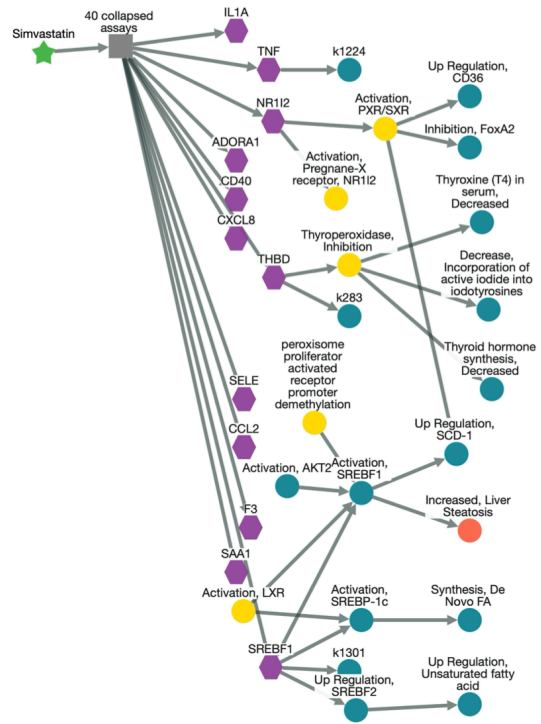 IL1A
40 collapsed
assays
Simvastatin
TNF
k1224
Up Regulation,
CD36
NR1I2
Activation,
PXR/SXR
Inhibition, FoxA2
ADORA1
Activation,
Pregnane-X
receptor, NR1I2
CD40
Thyroxine (T4) in
serum,
Decreased
CXCL8
Thyroperoxidase,
Inhibition
THBD
Decrease,
Incorporation of
active iodide into
iodotyrosines
k283
peroxisome
proliferator
activated
receptor
promoter
demethylation
Thyroid hormone
synthesis,
Decreased
SELE
CCL2
Up Regulation,
SCD-1
Activation, AKT2
Activation,
SREBF1
Increased, Liver
Steatosis
F3
SAA1
Activation, LXR
Activation,
SREBP-1c
Synthesis, De
Novo FA
SREBF1
k1301
Up Regulation,
SREBF2
Up Regulation,
Unsaturated fatty
acid